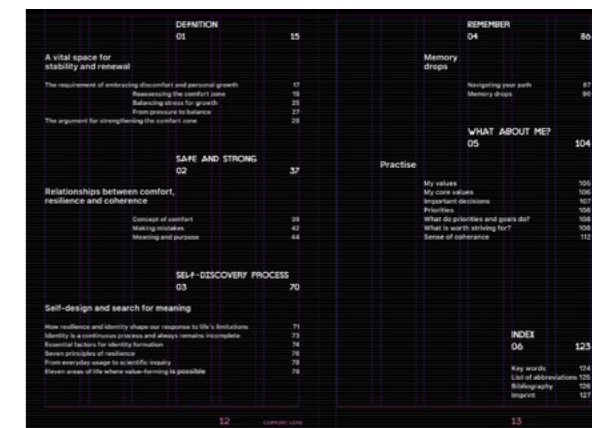 DEFINITION
01 15
A vital space for
stability and renewal
The requirement of embracing discomfort and personal growth 17
Reassessing the comfort zone 19
Balancing stress for growth 25
From pressure to balance 27
The argument for strengthening the comfort zone 29
SAFE AND STRONG
02 37
Relationships between comfort,
resilience and coherence
Concept of comfort 39
Making mistakes 42
Meaning and purpose 44
SELF-DISCOVERY PROCESS
03 70
Self-design and search for meaning
How resilience and identity shape our response to life's limitations 71
Identity is a continuous process and always remains incomplete 73
Essential factors for identity formation 74
Seven principles of resilience 76
From everyday usage to scientific inquiry 78
Eleven areas of life where value-forming is possible 79
12 COMFORT ZONE
REMEMBER
04 86
Memory
drops
Navigating your path 87
Memory drops 90
WHAT ABOUT ME?
05 104
Practise
My values 105
My core values 106
Important decisions 107
Priorities 108
What do priorities and goals do? 108
What is worth striving for? 108
Sense of coherance 112
INDEX
06 123
Key words 124
List of abbreviations 125
Bibliography 126
Imprint 127
13